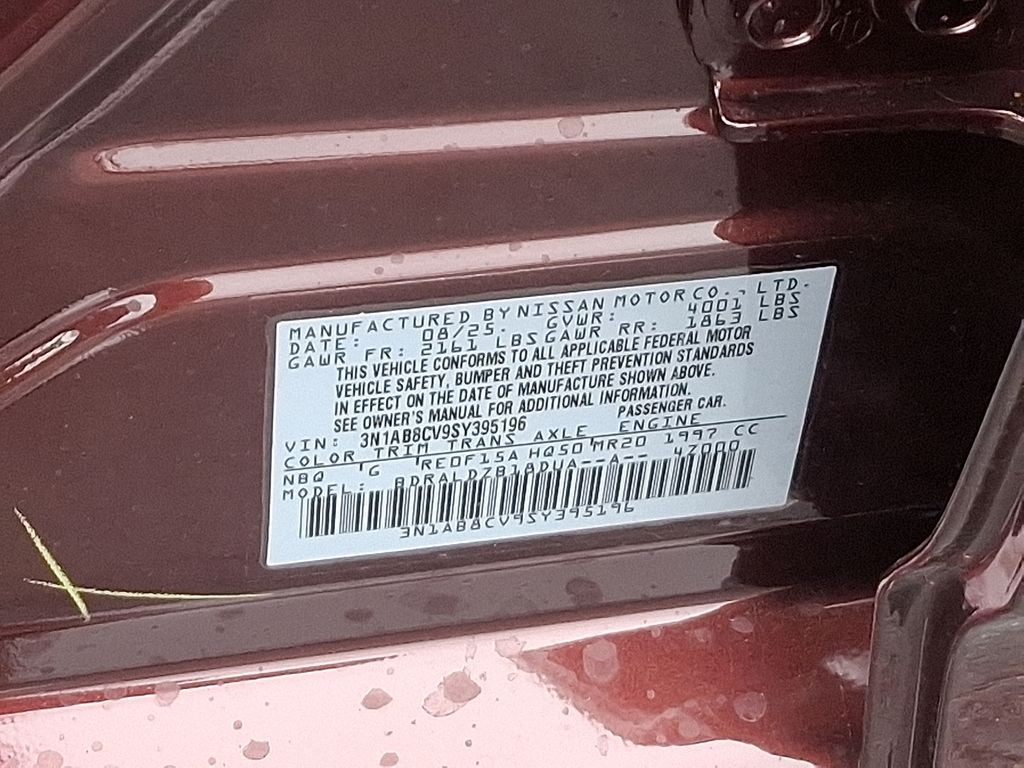 MANUFACTURED BY NISSAN MOTOR CO., LTD.
DATE: 08/25. GVWR: 4001 LBS
GAWR FR: 2161 LBS GAWR RR: 1863 LBS
THIS VEHICLE CONFORMS TO ALL APPLICABLE FEDERAL MOTOR
VEHICLE SAFETY, BUMPER AND THEFT PREVENTION STANDARDS
IN EFFECT ON THE DATE OF MANUFACTURE SHOWN ABOVE.
SEE OWNER'S MANUAL FOR ADDITIONAL INFORMATION.
VIN: 3N1AB8CV9SY395196 PASSENGER CAR.
COLOR TRIM TRANS AXLE ENGINE
NBQ G RE0F15A HQ50 MR20 1997 CC
MODEL: BDRALDZB18DUA--A-- 4Z000
3N1AB8CV9SY395196